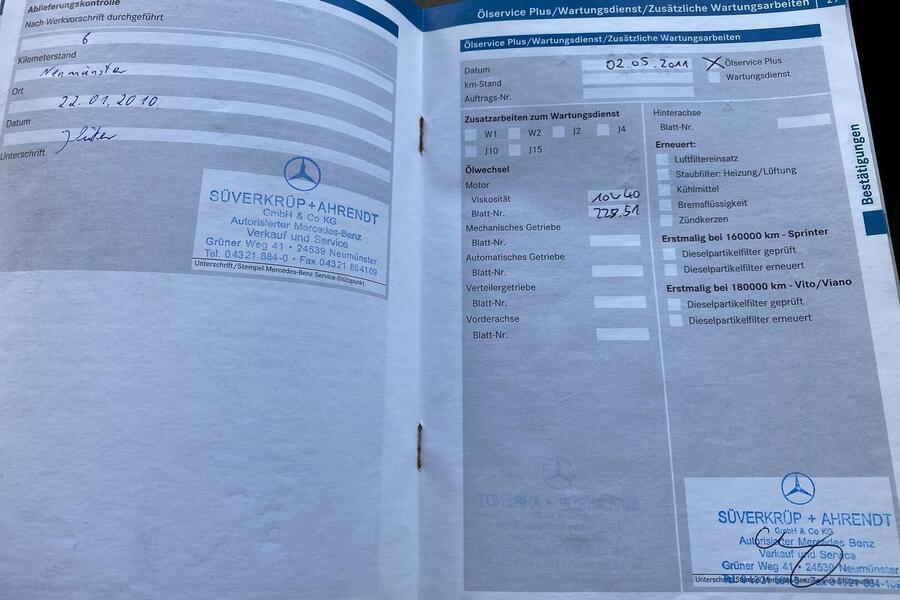 Ablieferungskontrolle
Nach Werkvorschrift durchgeführt
6
Kilometerstand
Neumünster
Ort
22.01.2010
Datum
Unterschrift
SÜVERKRÜP+AHRENDT
GmbH & Co KG
Autorisierter Mercedes-Benz
Verkauf und Service
Grüner Weg 41 • 24539 Neumünster
Tel. 04321 884-0 • Fax 04321 884109
Unterschrift/Stempel Mercedes-Benz Service-Stützpunkt
Ölservice Plus/Wartungsdienst/Zusätzliche Wartungsarbeiten
Ölservice Plus/Wartungsdienst/Zusätzliche Wartungsarbeiten
Datum 02.05.2011 X Ölservice Plus
km-Stand Wartungsdienst
Auftrags-Nr.
Zusatzarbeiten zum Wartungsdienst
W1 W2 J2 J4
J10 J15
Ölwechsel
Motor
Viskosität 10W40
Blatt-Nr. 228.51
Mechanisches Getriebe
Blatt-Nr.
Automatisches Getriebe
Blatt-Nr.
Verteilergetriebe
Blatt-Nr.
Vorderachse
Blatt-Nr.
Hinterachse
Blatt-Nr.
Erneuert:
Luftfiltereinsatz
Staubfilter: Heizung/Lüftung
Kühlmittel
Bremsflüssigkeit
Zündkerzen
Erstmalig bei 160000 km - Sprinter
Dieselpartikelfilter geprüft
Dieselpartikelfilter erneuert
Erstmalig bei 180000 km - Vito/Viano
Dieselpartikelfilter geprüft
Dieselpartikelfilter erneuert
Bestätigungen
SÜVERKRÜP + AHRENDT
GmbH & Co KG
Autorisierter Mercedes Benz
Verkauf und Service
Grüner Weg 41 • 24539 Neumünster